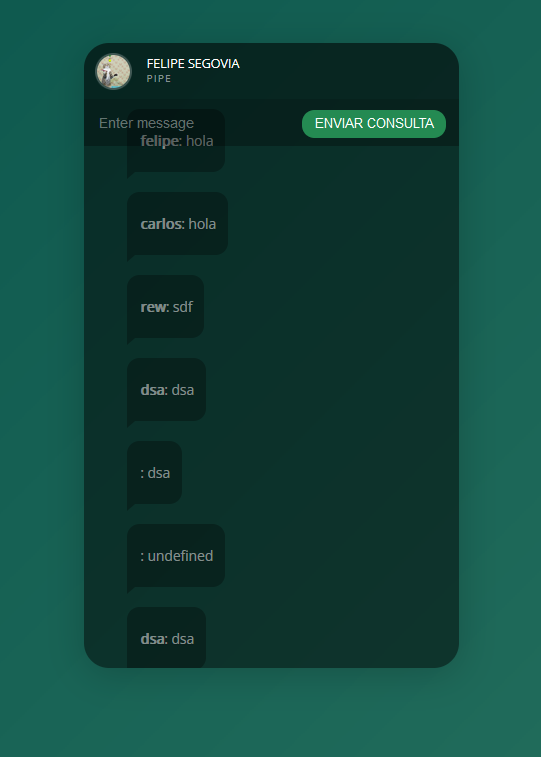 FELIPE SEGOVIA
PIPE
Enter message
ENVIAR CONSULTA
felipe: hola
carlos: hola
rew: sdf
dsa: dsa
: dsa
: undefined
dsa: dsa